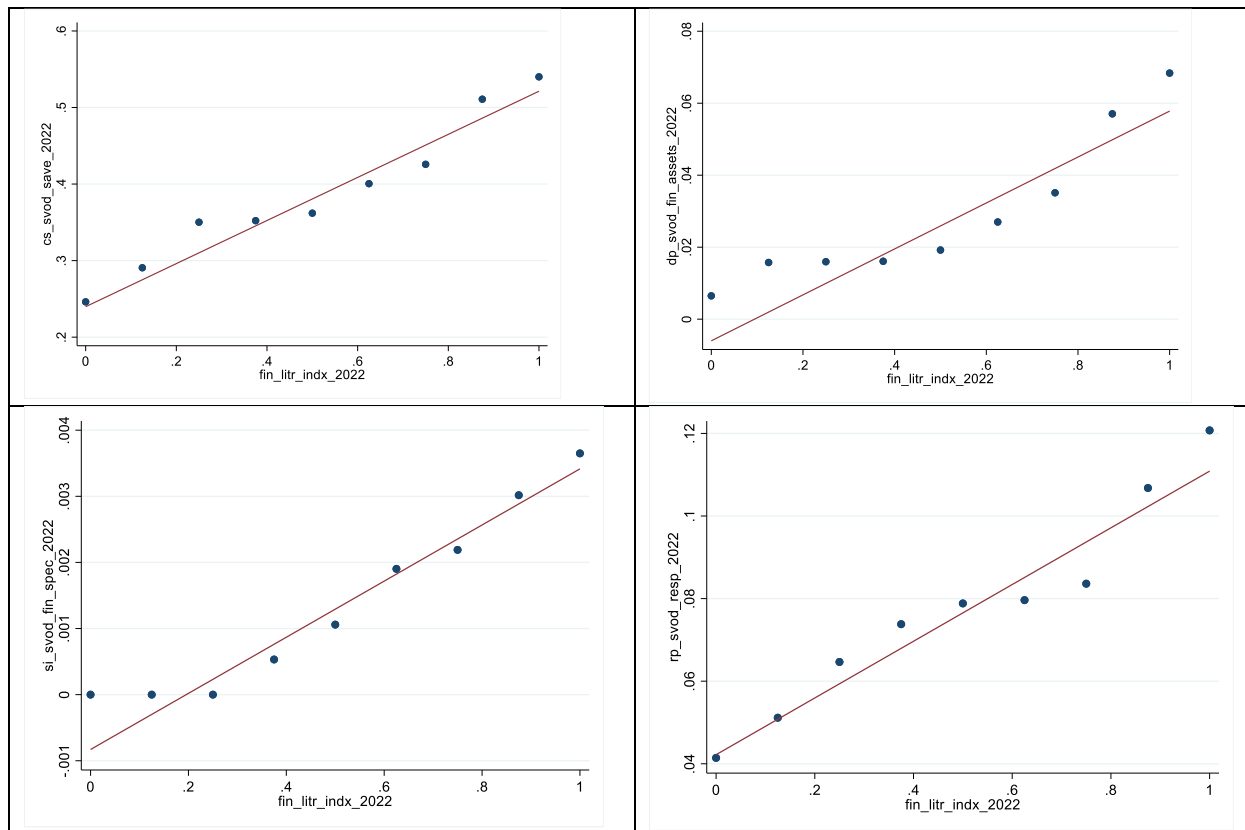 .6
.5
.4
.3
.2
cs_svod_save_2022
0 .2 .4 .6 .8 1
fin_litr_indx_2022
.08
.06
.04
.02
0
dp_svod_fin_assets_2022
0 .2 .4 .6 .8 1
fin_litr_indx_2022
.004
.003
.002
.001
0
-.001
si_svod_fin_spec_2022
0 .2 .4 .6 .8 1
fin_litr_indx_2022
.12
.1
.08
.06
.04
rp_svod_resp_2022
0 .2 .4 .6 .8 1
fin_litr_indx_2022